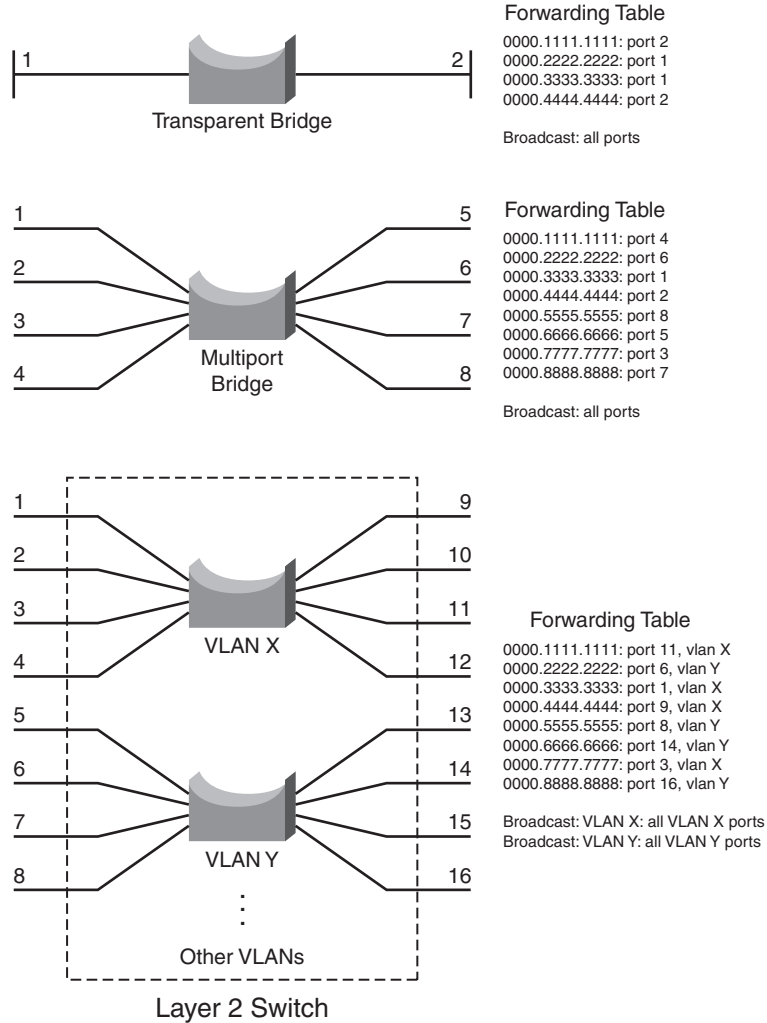 1
2
Transparent Bridge
Forwarding Table
0000.1111.1111: port 2
0000.2222.2222: port 1
0000.3333.3333: port 1
0000.4444.4444: port 2
Broadcast: all ports
1
2
3
4
5
6
7
8
Multiport
Bridge
Forwarding Table
0000.1111.1111: port 4
0000.2222.2222: port 6
0000.3333.3333: port 1
0000.4444.4444: port 2
0000.5555.5555: port 8
0000.6666.6666: port 5
0000.7777.7777: port 3
0000.8888.8888: port 7
Broadcast: all ports
1
2
3
4
9
10
11
12
VLAN X
5
6
7
8
13
14
15
16
VLAN Y
Other VLANs
Layer 2 Switch
Forwarding Table
0000.1111.1111: port 11, vlan X
0000.2222.2222: port 6, vlan Y
0000.3333.3333: port 1, vlan X
0000.4444.4444: port 9, vlan X
0000.5555.5555: port 8, vlan Y
0000.6666.6666: port 14, vlan Y
0000.7777.7777: port 3, vlan X
0000.8888.8888: port 16, vlan Y
Broadcast: VLAN X: all VLAN X ports
Broadcast: VLAN Y: all VLAN Y ports